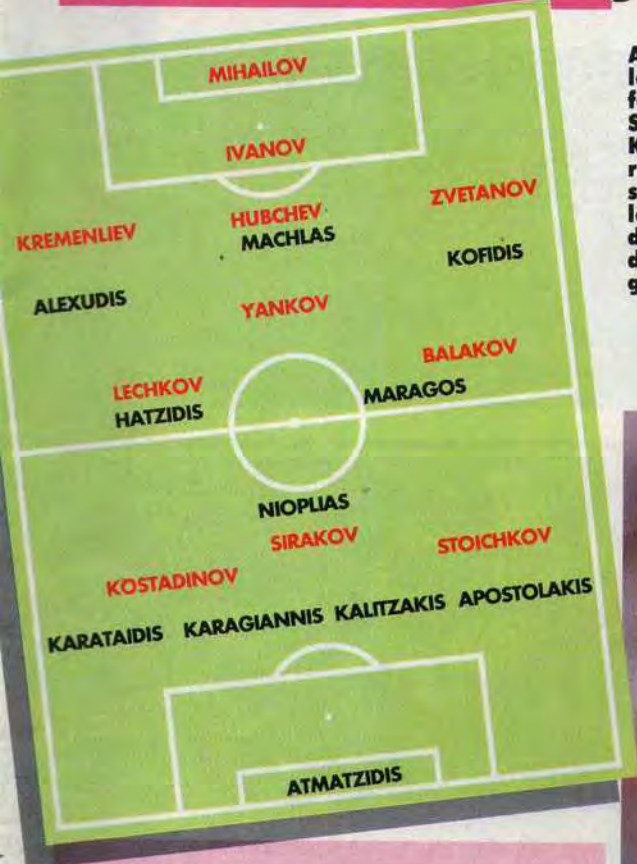 MIHAILOV
IVANOV
ZVETANOV
HUBCHEV
KREMENLIEV
MACHLAS
KOFIDIS
ALEXUDIS
YANKOV
BALAKOV
LECHKOV
MARAGOS
HATZIDIS
NIOPLIAS
SIRAKOV
STOICHKOV
KOSTADINOV
KARATAIDIS KARAGIANNIS KALITZAKIS APOSTOLAKIS
ATMATZIDIS